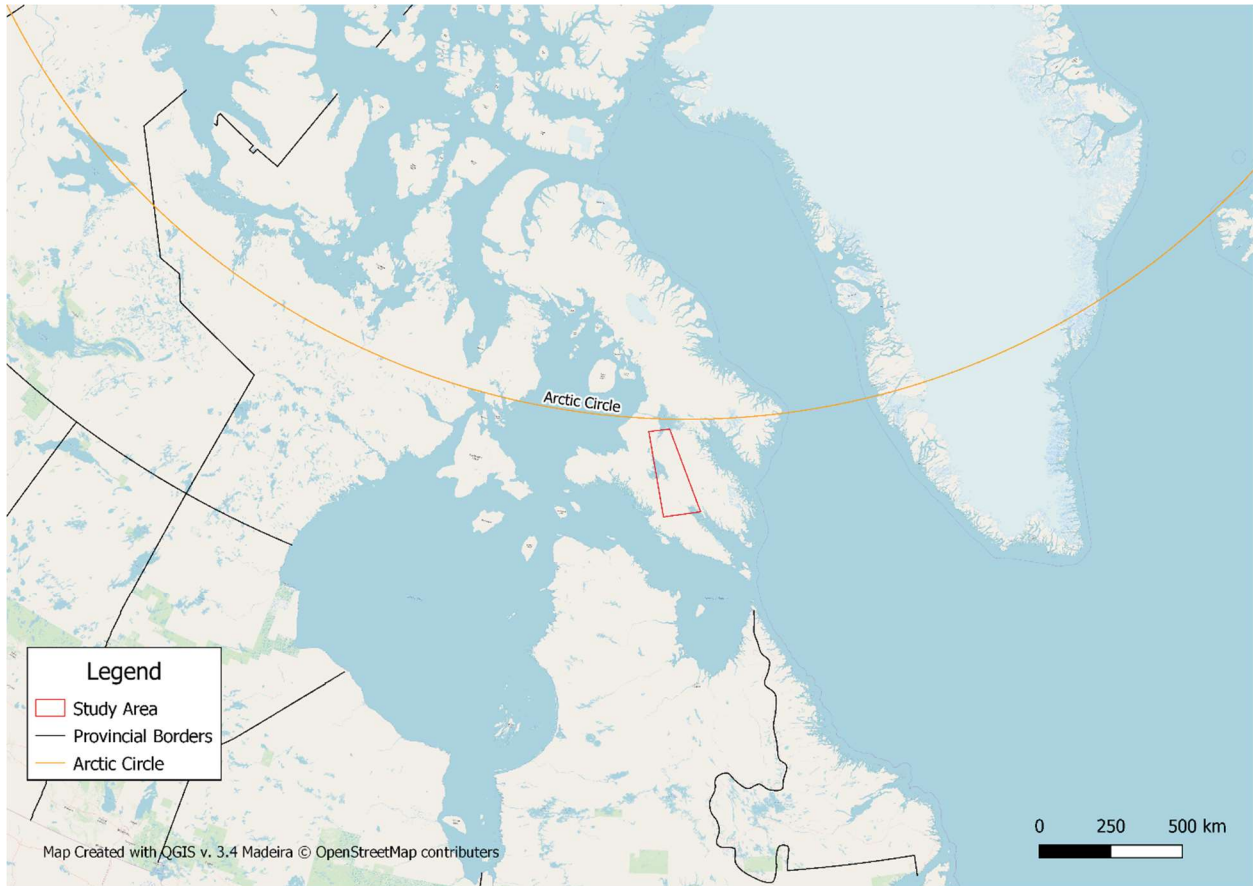 Arctic Circle
Legend
Study Area
Provincial Borders
Arctic Circle
0 250 500 km
Map Created with QGIS v. 3.4 Madeira © OpenStreetMap contributors